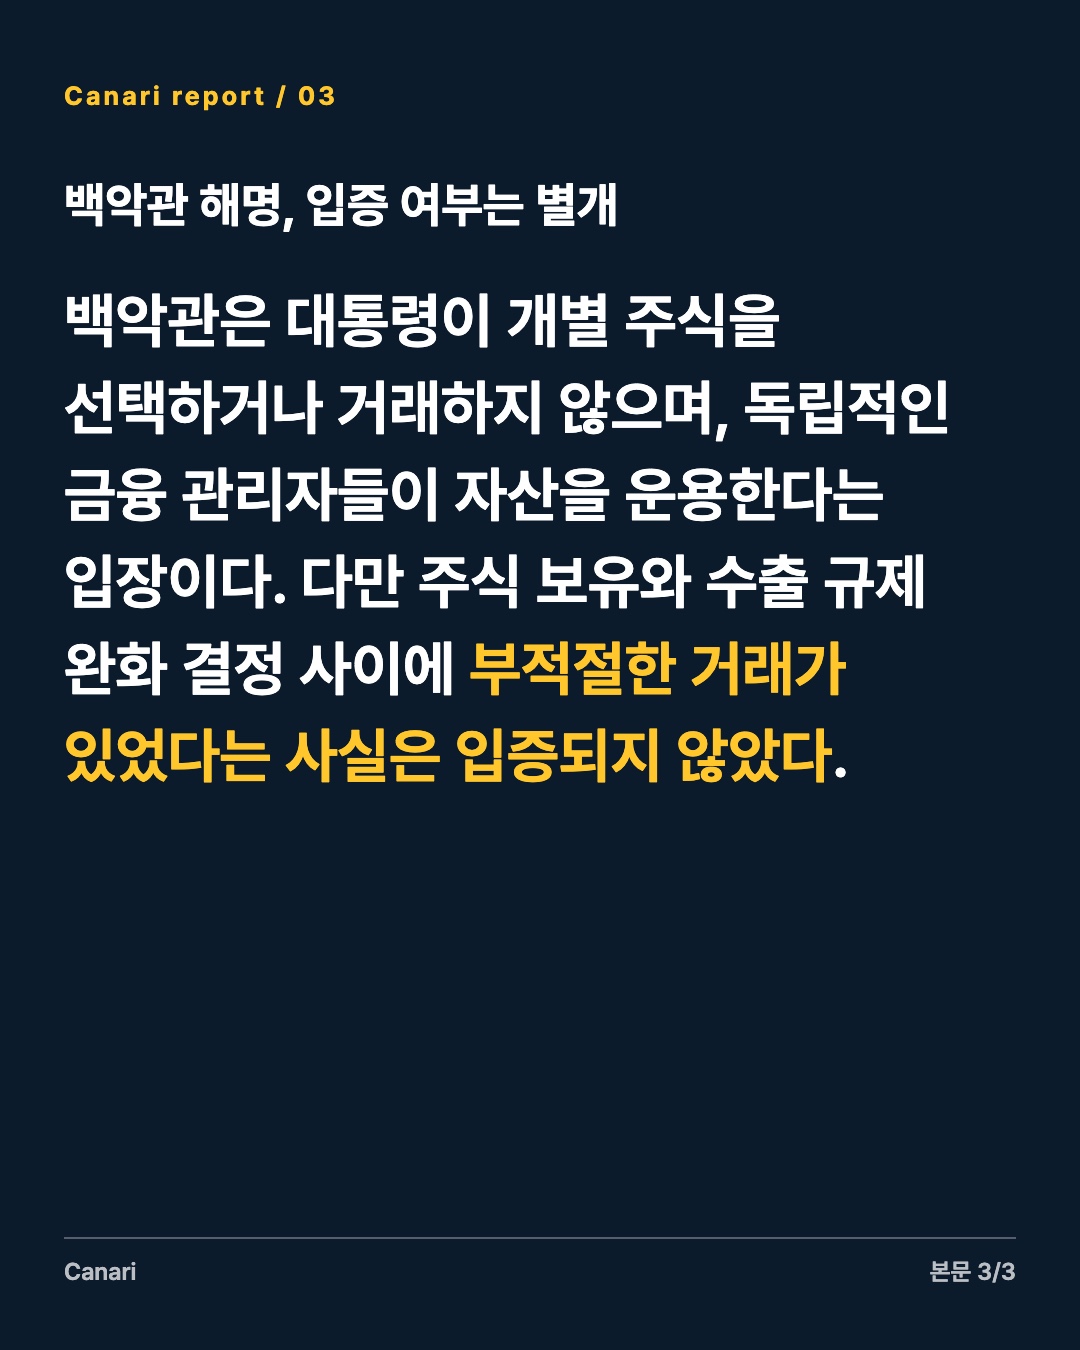 Canari report / 03
백악관 해명, 입증 여부는 별개
백악관은 대통령이 개별 주식을
선택하거나 거래하지 않으며, 독립적인
금융 관리자들이 자산을 운용한다는
입장이다. 다만 주식 보유와 수출 규제
완화 결정 사이에 부적절한 거래가
있었다는 사실은 입증되지 않았다.
Canari
본문 3/3